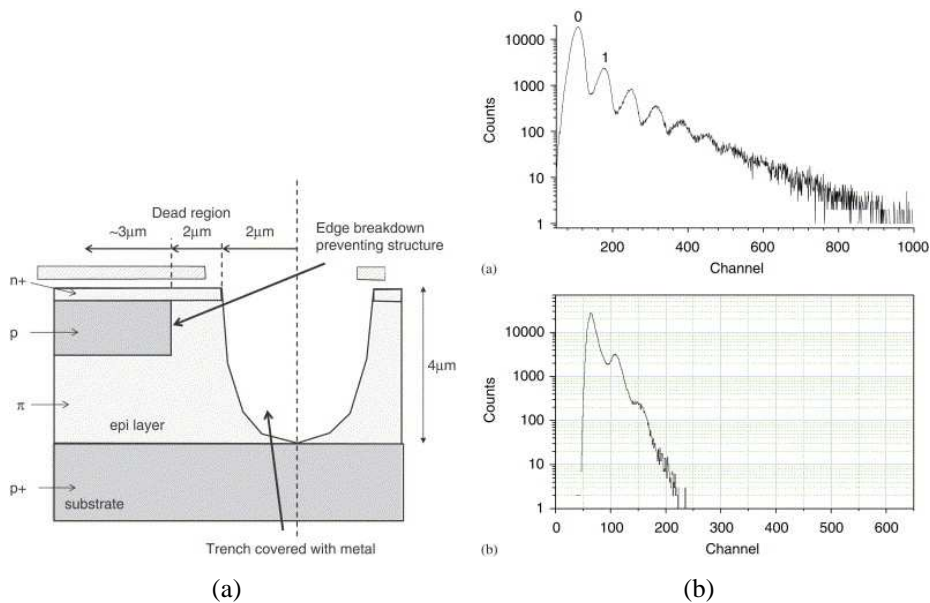 Dead region
~3µm 2µm 2µm
Edge breakdown
preventing structure
n+
p
π
p+
4µm
epi layer
substrate
Trench covered with metal
(a)
0
1
10000
1000
100
10
1
Counts
200 400 600 800 1000
Channel
(a)
10000
1000
100
10
1
Counts
0 100 200 300 400 500 600
Channel
(b)
(b)